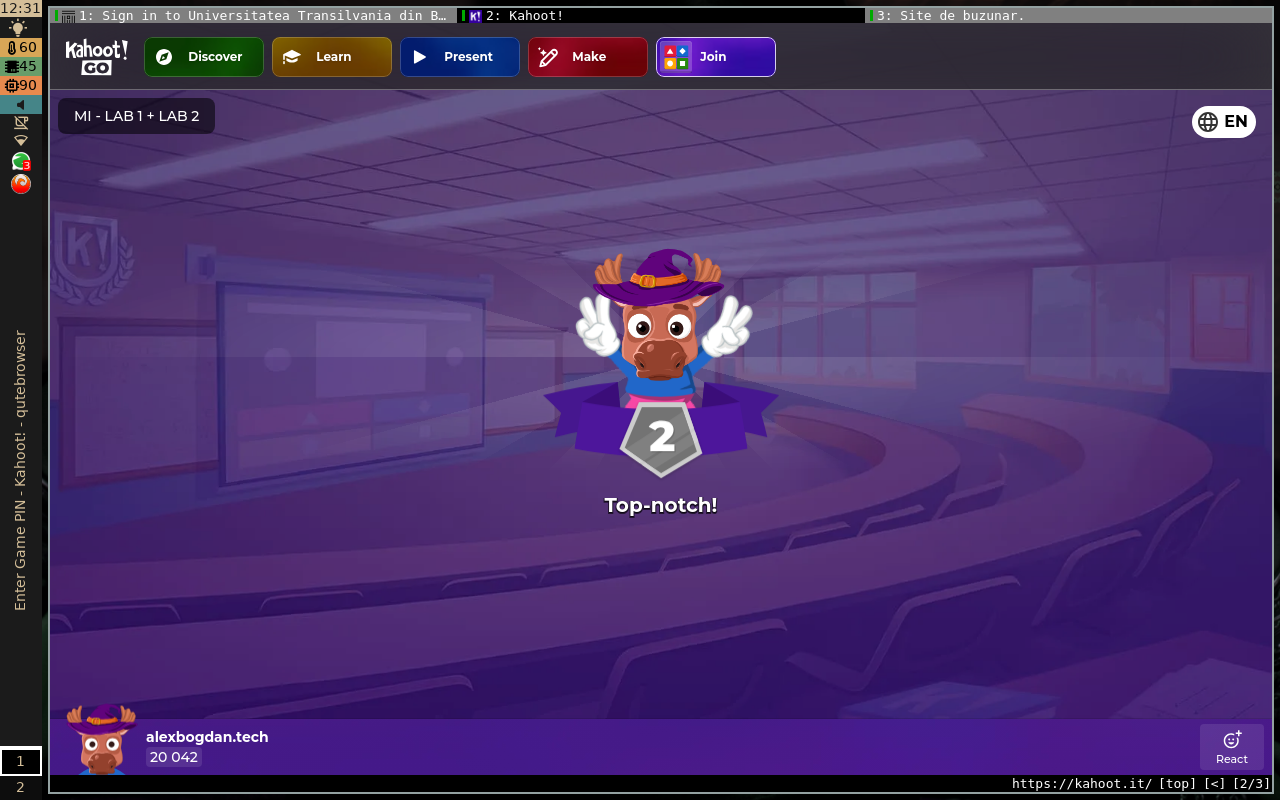 12:31
60
45
90
3
Enter Game PIN - Kahoot! - qutebrowser
1
2
1: Sign in to Universitatea Transilvania din B…
K! 2: Kahoot!
3: Site de buzunar.
Kahoot!
GO
Discover
Learn
Present
Make
Join
MI - LAB 1 + LAB 2
EN
K!
2
Top-notch!
alexbogdan.tech
20 042
React
https://kahoot.it/ [top] [<] [2/3]